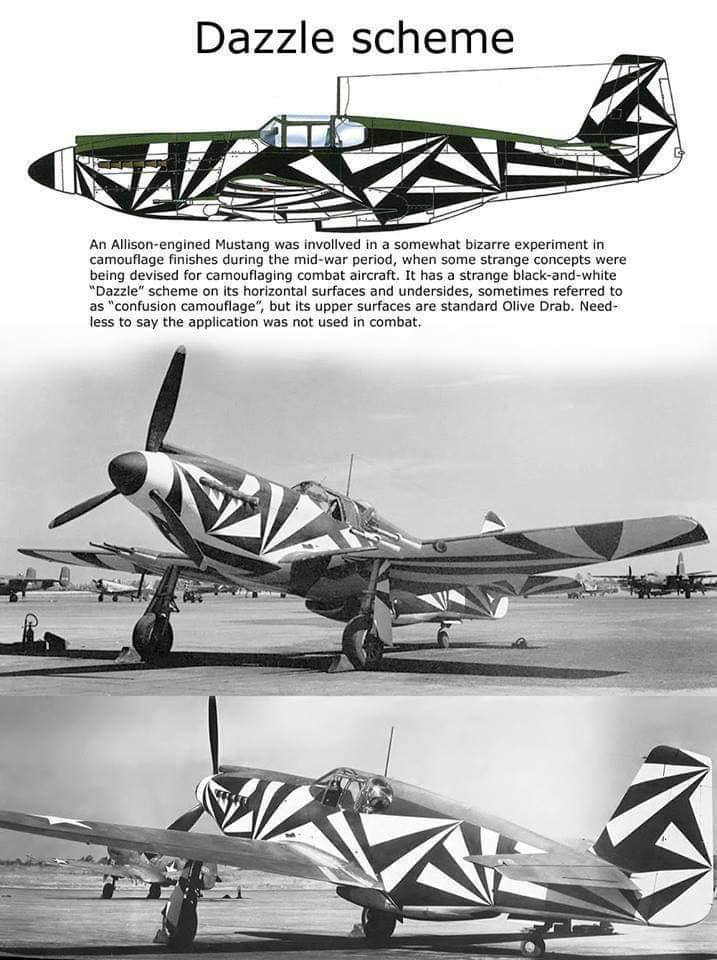 Dazzle scheme
An Allison-engined Mustang was invollved in a somewhat bizarre experiment in
camouflage finishes during the mid-war period, when some strange concepts were
being devised for camouflaging combat aircraft. It has a strange black-and-white
“Dazzle” scheme on its horizontal surfaces and undersides, sometimes referred to
as “confusion camouflage”, but its upper surfaces are standard Olive Drab. Need-
less to say the application was not used in combat.